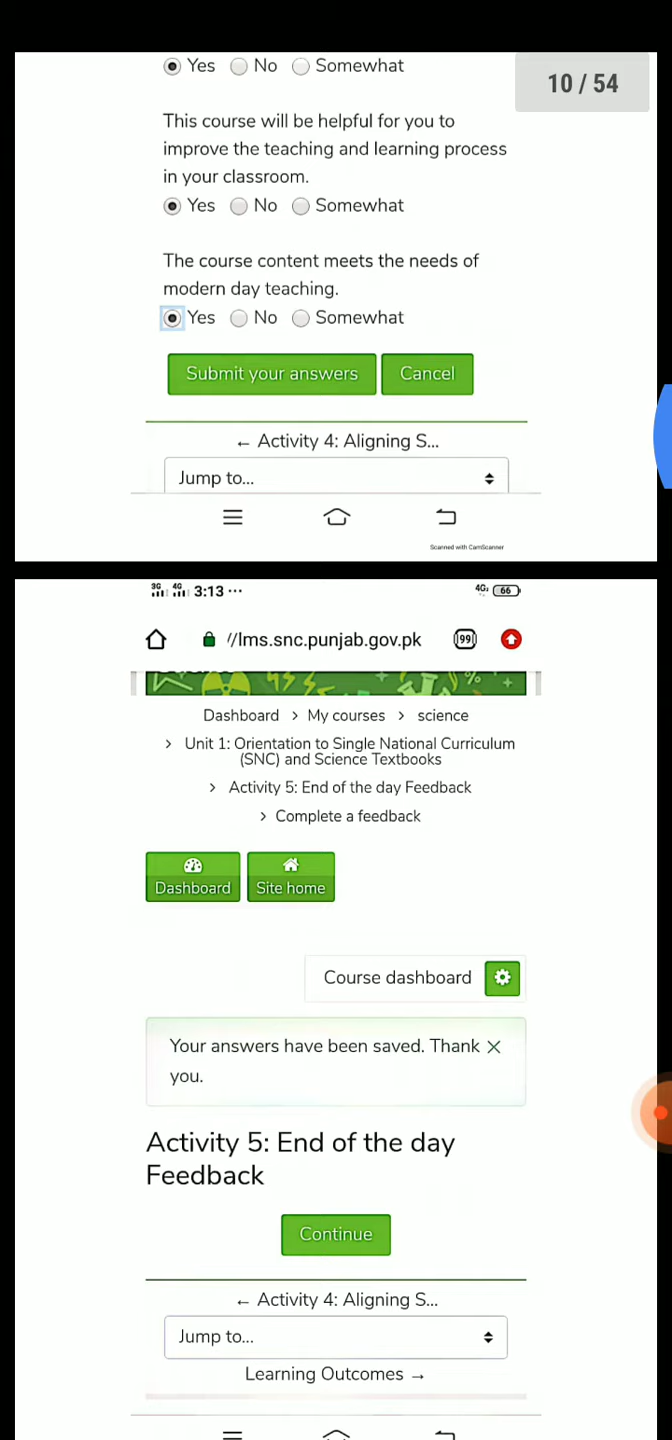 Yes No Somewhat
10 / 54
This course will be helpful for you to
improve the teaching and learning process
in your classroom.
Yes No Somewhat
The course content meets the needs of
modern day teaching.
Yes No Somewhat
Submit your answers Cancel
← Activity 4: Aligning S...
Jump to...
Scanned with CamScanner
3G 4G 3:13 ... 4G² 66
//lms.snc.punjab.gov.pk 99
Dashboard > My courses > science
> Unit 1: Orientation to Single National Curriculum
(SNC) and Science Textbooks
> Activity 5: End of the day Feedback
> Complete a feedback
Dashboard Site home
Course dashboard
Your answers have been saved. Thank ×
you.
Activity 5: End of the day
Feedback
Continue
← Activity 4: Aligning S...
Jump to...
Learning Outcomes →